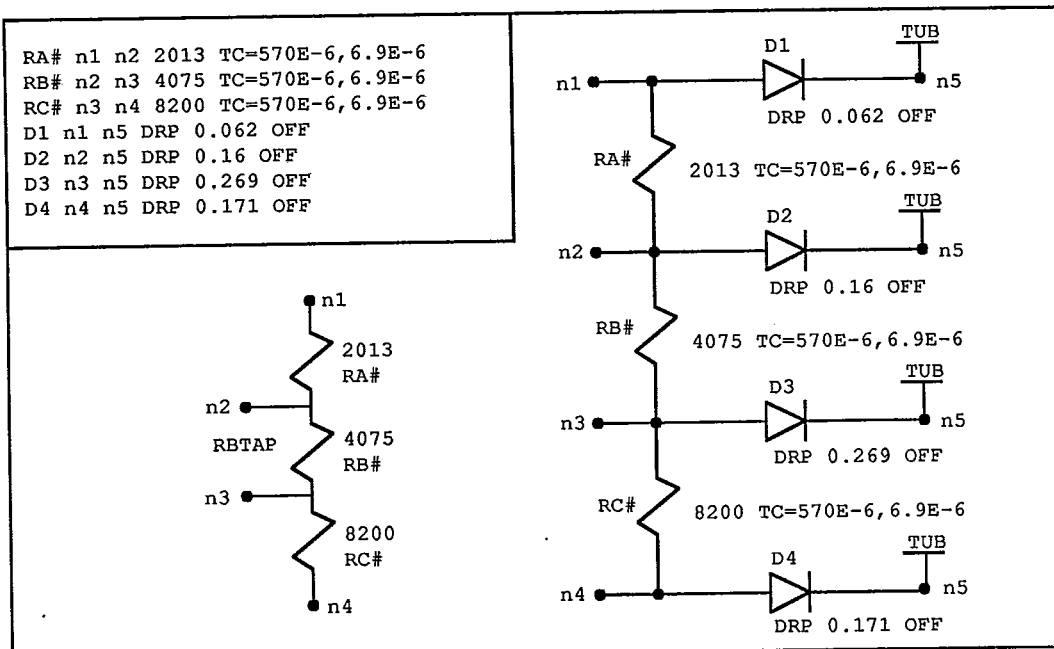 RA# n1 n2 2013 TC=570E-6,6.9E-6
RB# n2 n3 4075 TC=570E-6,6.9E-6
RC# n3 n4 8200 TC=570E-6,6.9E-6
D1 n1 n5 DRP 0.062 OFF
D2 n2 n5 DRP 0.16 OFF
D3 n3 n5 DRP 0.269 OFF
D4 n4 n5 DRP 0.171 OFF
n1
2013
RA#
n2
RBTAP
4075
RB#
n3
8200
RC#
n4
D1
TUB
n1
n5
DRP 0.062 OFF
RA#
2013 TC=570E-6,6.9E-6
D2
TUB
n2
n5
DRP 0.16 OFF
RB#
4075 TC=570E-6,6.9E-6
D3
TUB
n3
n5
DRP 0.269 OFF
RC#
8200 TC=570E-6,6.9E-6
D4
TUB
n4
n5
DRP 0.171 OFF